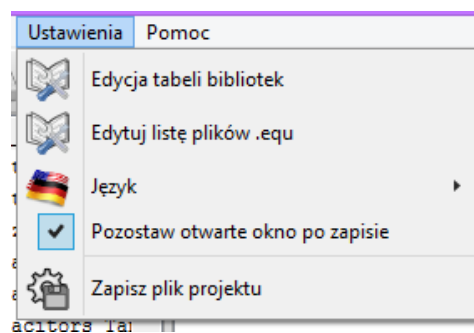 Ustawienia Pomoc
Edycja tabeli bibliotek
Edytuj listę plików .equ
Język
Pozostaw otwarte okno po zapisie
Zapisz plik projektu